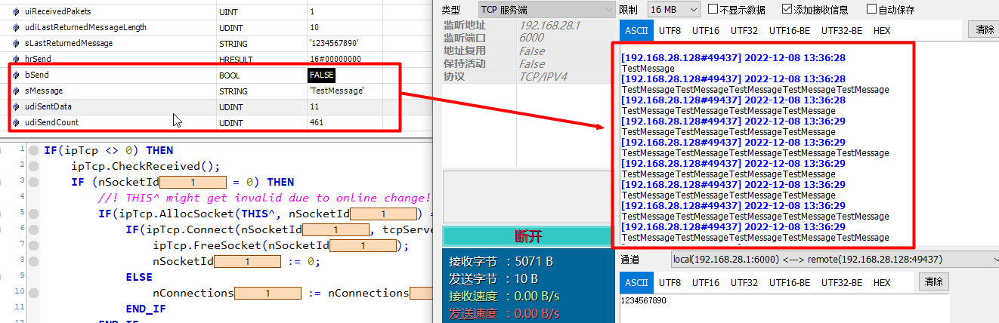 uiReceivedPakets UINT 1
udiLastReturnedMessageLength UDINT 10
sLastReturnedMessage STRING '1234567890'
hrSend HRESULT 16#00000000
bSend BOOL FALSE
sMessage STRING 'TestMessage'
udiSentData UDINT 11
udiSendCount UDINT 461
1 IF(ipTcp <> 0) THEN
2 ipTcp.CheckReceived();
3 IF (nSocketId 1 = 0) THEN
4 //! THIS^ might get invalid due to online change!
5 IF(ipTcp.AllocSocket(THIS^, nSocketId 1 ) =
6 IF(ipTcp.Connect(nSocketId 1 , tcpServe
7 ipTcp.FreeSocket(nSocketId 1 );
8 nSocketId 1 := 0;
9 ELSE
10 nConnections 1 := nConnections
11 END_IF
12 END_IF
类型 TCP 服务端
监听地址 192.168.28.1
监听端口 6000
地址复用 False
保持活动 False
协议 TCP/IPV4
断开
接收字节 : 5071 B
发送字节 : 10 B
接收速度 : 0.00 B/s
发送速度 : 0.00 B/s
限制 16 MB 不显示数据 添加接收信息 自动保存
ASCII UTF8 UTF16 UTF32 UTF16-BE UTF32-BE HEX 清除
[192.168.28.128#49437] 2022-12-08 13:36:28
TestMessage
[192.168.28.128#49437] 2022-12-08 13:36:28
TestMessageTestMessageTestMessageTestMessageTestMessage
[192.168.28.128#49437] 2022-12-08 13:36:28
TestMessageTestMessageTestMessageTestMessage
[192.168.28.128#49437] 2022-12-08 13:36:29
TestMessageTestMessageTestMessageTestMessage
[192.168.28.128#49437] 2022-12-08 13:36:29
TestMessageTestMessageTestMessageTestMessageTestMessage
[192.168.28.128#49437] 2022-12-08 13:36:29
TestMessageTestMessageTestMessageTestMessage
[192.168.28.128#49437] 2022-12-08 13:36:29
TestMessageTestMessageTestMessageTestMessage
[192.168.28.128#49437] 2022-12-08 13:36:29
TestMessageTestMessageTestMessageTestMessageTestMessage
[192.168.28.128#49437] 2022-12-08 13:36:29
TestMessageTestMessageTestMessageTestMessageTestMessage
通道 local(192.168.28.1:6000) <---> remote(192.168.28.128:49437)
ASCII UTF8 UTF16 UTF32 UTF16-BE UTF32-BE HEX 清除
1234567890